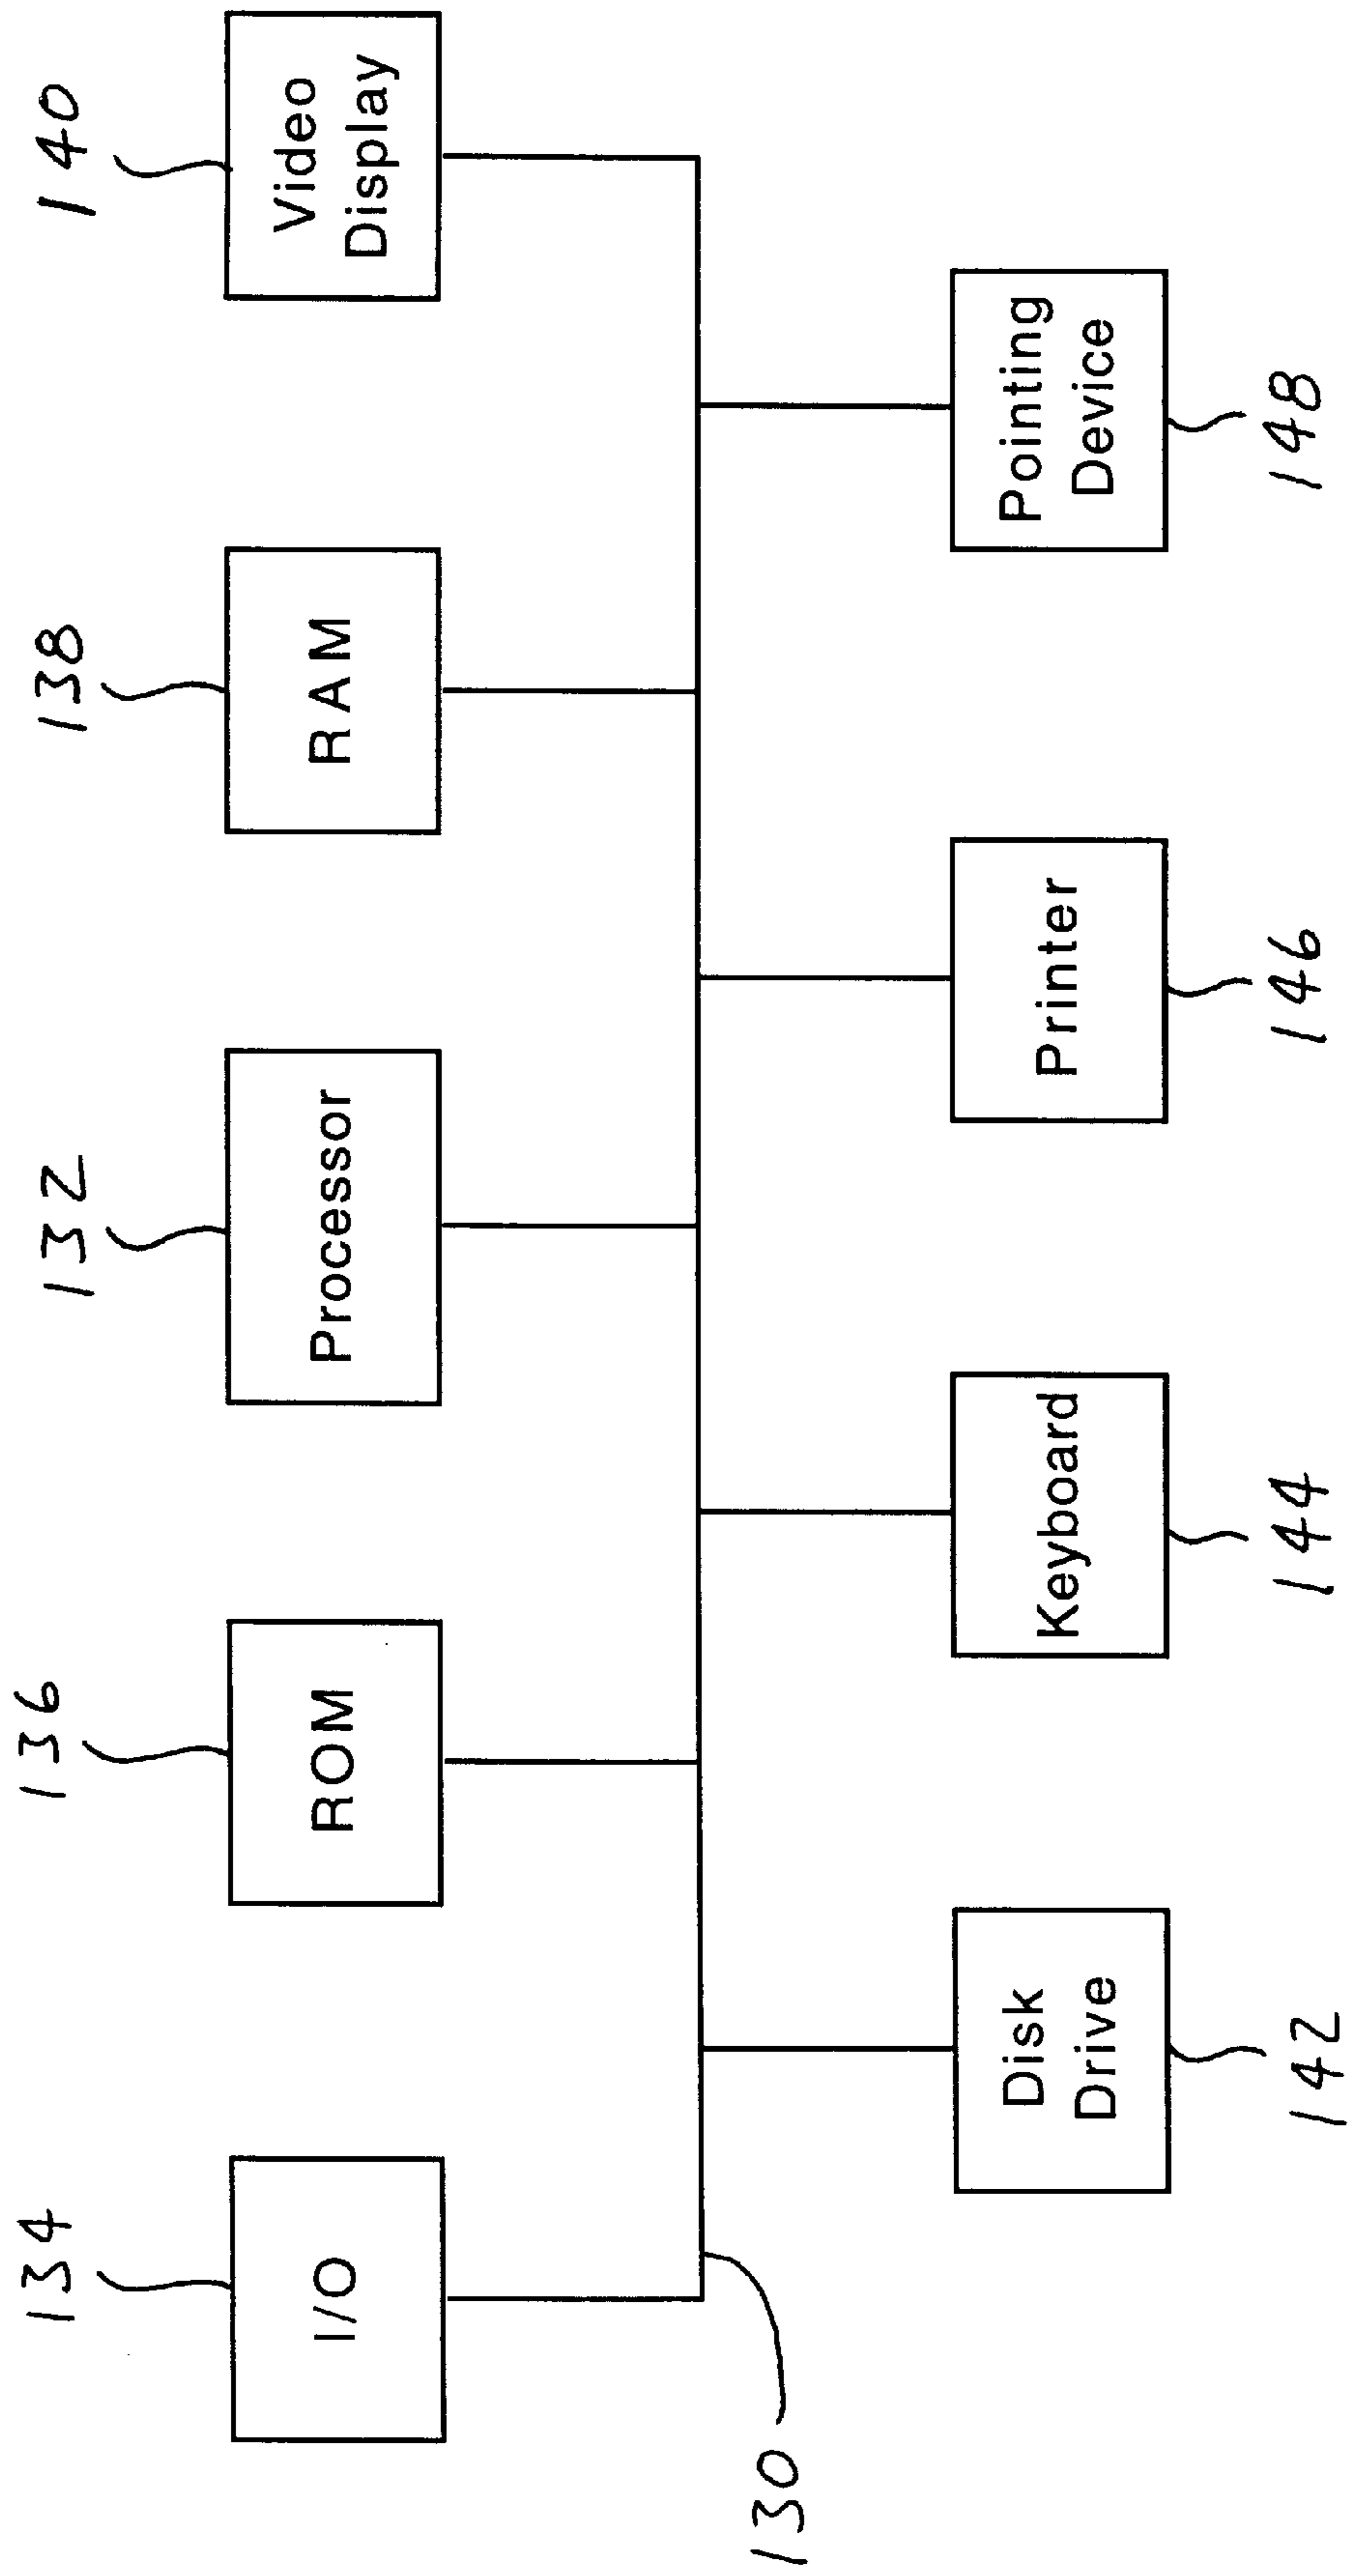 134
136
132
138
140
I/O
ROM
Processor
RAM
Video
Display
130
Disk
Drive
Keyboard
Printer
Pointing
Device
142
144
146
148